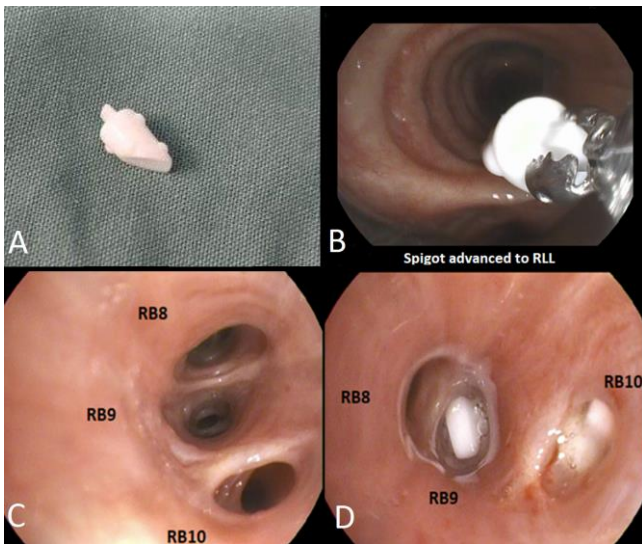 A
B
Spigot advanced to RLL
RB8
RB9
RB10
C
RB8
RB9
RB10
D